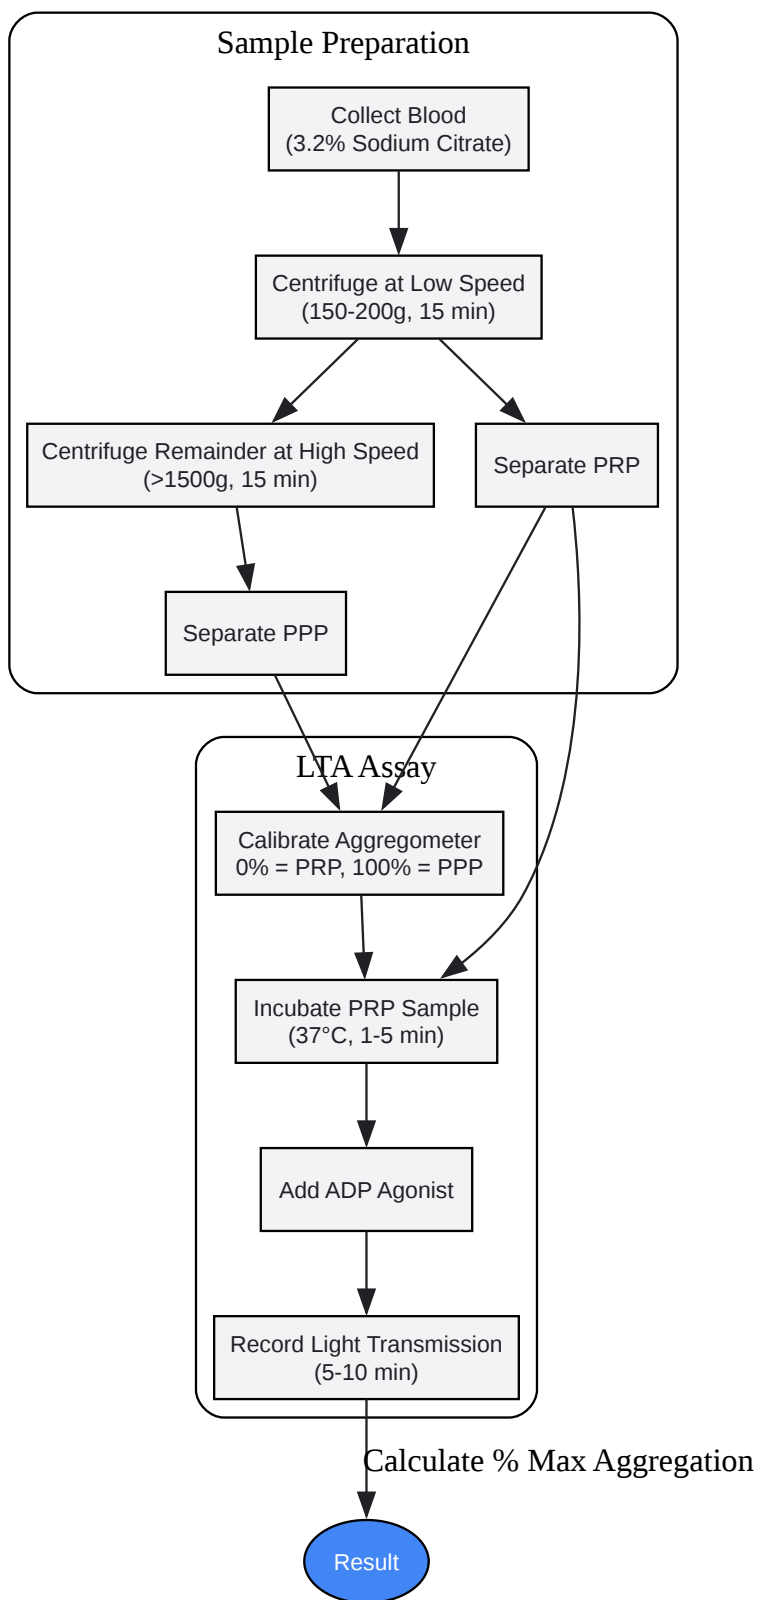 Sample Preparation
Collect Blood
(3.2% Sodium Citrate)
Centrifuge at Low Speed
(150-200g, 15 min)
Centrifuge Remainder at High Speed
(>1500g, 15 min)
Separate PRP
Separate PPP
LTA Assay
Calibrate Aggregometer
0% = PRP, 100% = PPP
Incubate PRP Sample
(37°C, 1-5 min)
Add ADP Agonist
Record Light Transmission
(5-10 min)
Calculate % Max Aggregation
Result